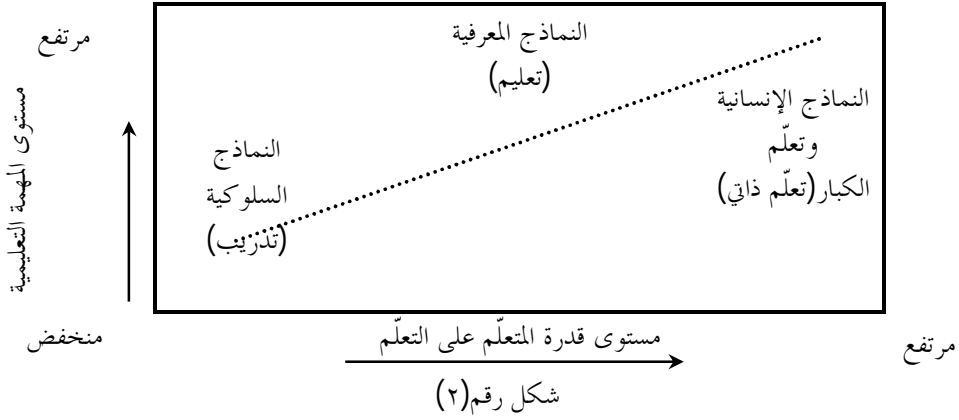 مرتفع
مستوى المهمة التعليمية
منخفض
النماذج المعرفية
(تعليم)
النماذج الإنسانية
وتعلّم
الكبار(تعلّم ذاتي)
النماذج
السلوكية
(تدريب)
مستوى قدرة المتعلّم على التعلّم
مرتفع
شكل رقم(٢)